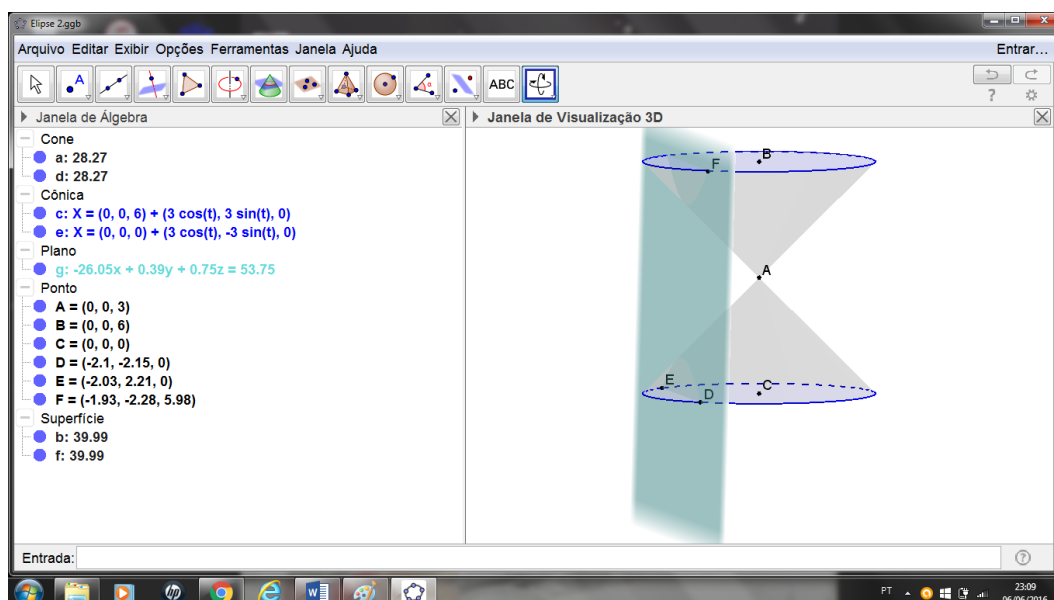 Elipse 2.ggb
Arquivo Editar Exibir Opções Ferramentas Janela Ajuda
Entrar...
A
ABC
?
Janela de Álgebra
Janela de Visualização 3D
Cone
a: 28.27
d: 28.27
Cônica
c: X = (0, 0, 6) + (3 cos(t), 3 sin(t), 0)
e: X = (0, 0, 0) + (3 cos(t), -3 sin(t), 0)
Plano
g: -26.05x + 0.39y + 0.75z = 53.75
Ponto
A = (0, 0, 3)
B = (0, 0, 6)
C = (0, 0, 0)
D = (-2.1, -2.15, 0)
E = (-2.03, 2.21, 0)
F = (-1.93, -2.28, 5.98)
Superfície
b: 39.99
f: 39.99
B
F
A
E
D
C
Entrada:
?
hp
W
PT
23:09
06/06/2016